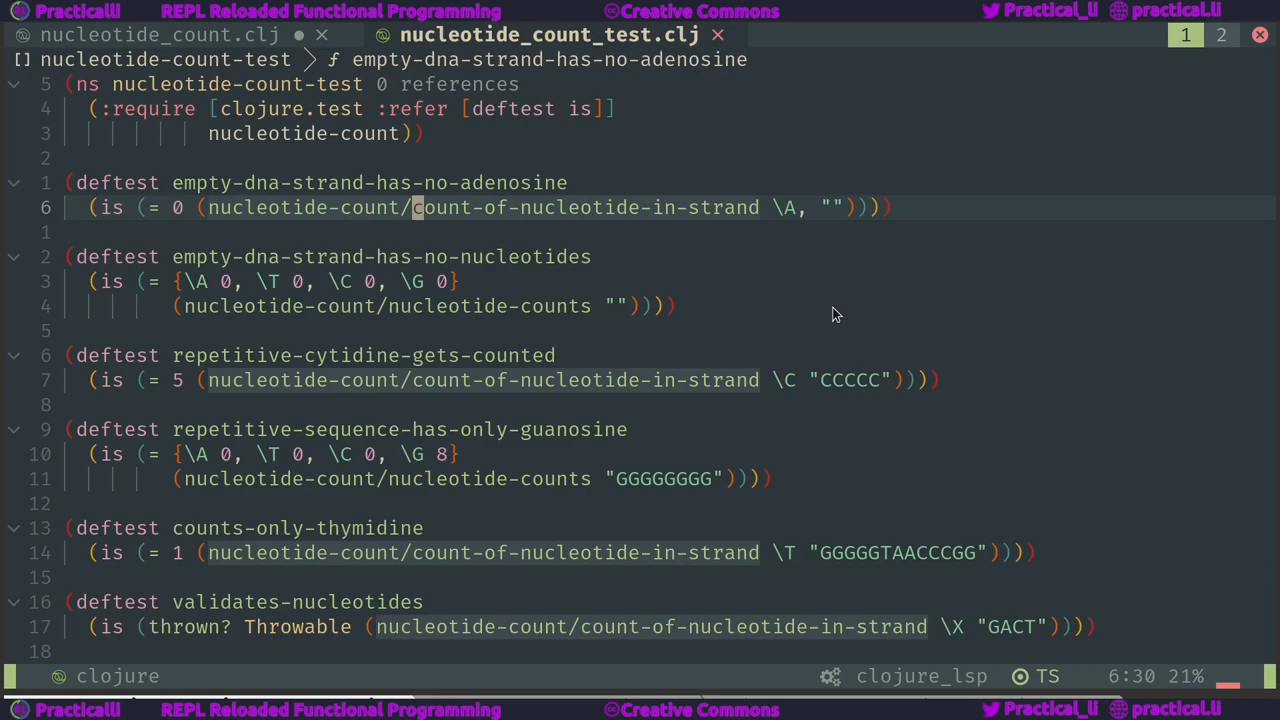 Practicalli REPL Reloaded Functional Programming Creative Commons Practical_li practical.li
nucleotide_count.clj nucleotide_count_test.clj 1 2
[] nucleotide-count-test > ƒ empty-dna-strand-has-no-adenosine
5 (ns nucleotide-count-test 0 references
4 (:require [clojure.test :refer [deftest is]]
3 nucleotide-count))
2
1 (deftest empty-dna-strand-has-no-adenosine
6 (is (= 0 (nucleotide-count/count-of-nucleotide-in-strand \A, ""))))
1
2 (deftest empty-dna-strand-has-no-nucleotides
3 (is (= {\A 0, \T 0, \C 0, \G 0}
4 (nucleotide-count/nucleotide-counts ""))))
5
6 (deftest repetitive-cytidine-gets-counted
7 (is (= 5 (nucleotide-count/count-of-nucleotide-in-strand \C "CCCCC"))))
8
9 (deftest repetitive-sequence-has-only-guanosine
10 (is (= {\A 0, \T 0, \C 0, \G 8}
11 (nucleotide-count/nucleotide-counts "GGGGGGGG"))))
12
13 (deftest counts-only-thymidine
14 (is (= 1 (nucleotide-count/count-of-nucleotide-in-strand \T "GGGGGTAACCCGG"))))
15
16 (deftest validates-nucleotides
17 (is (thrown? Throwable (nucleotide-count/count-of-nucleotide-in-strand \X "GACT"))))
18
clojure clojure_lsp TS 6:30 21%
Practicalli REPL Reloaded Functional Programming Creative Commons Practical_li practical.li